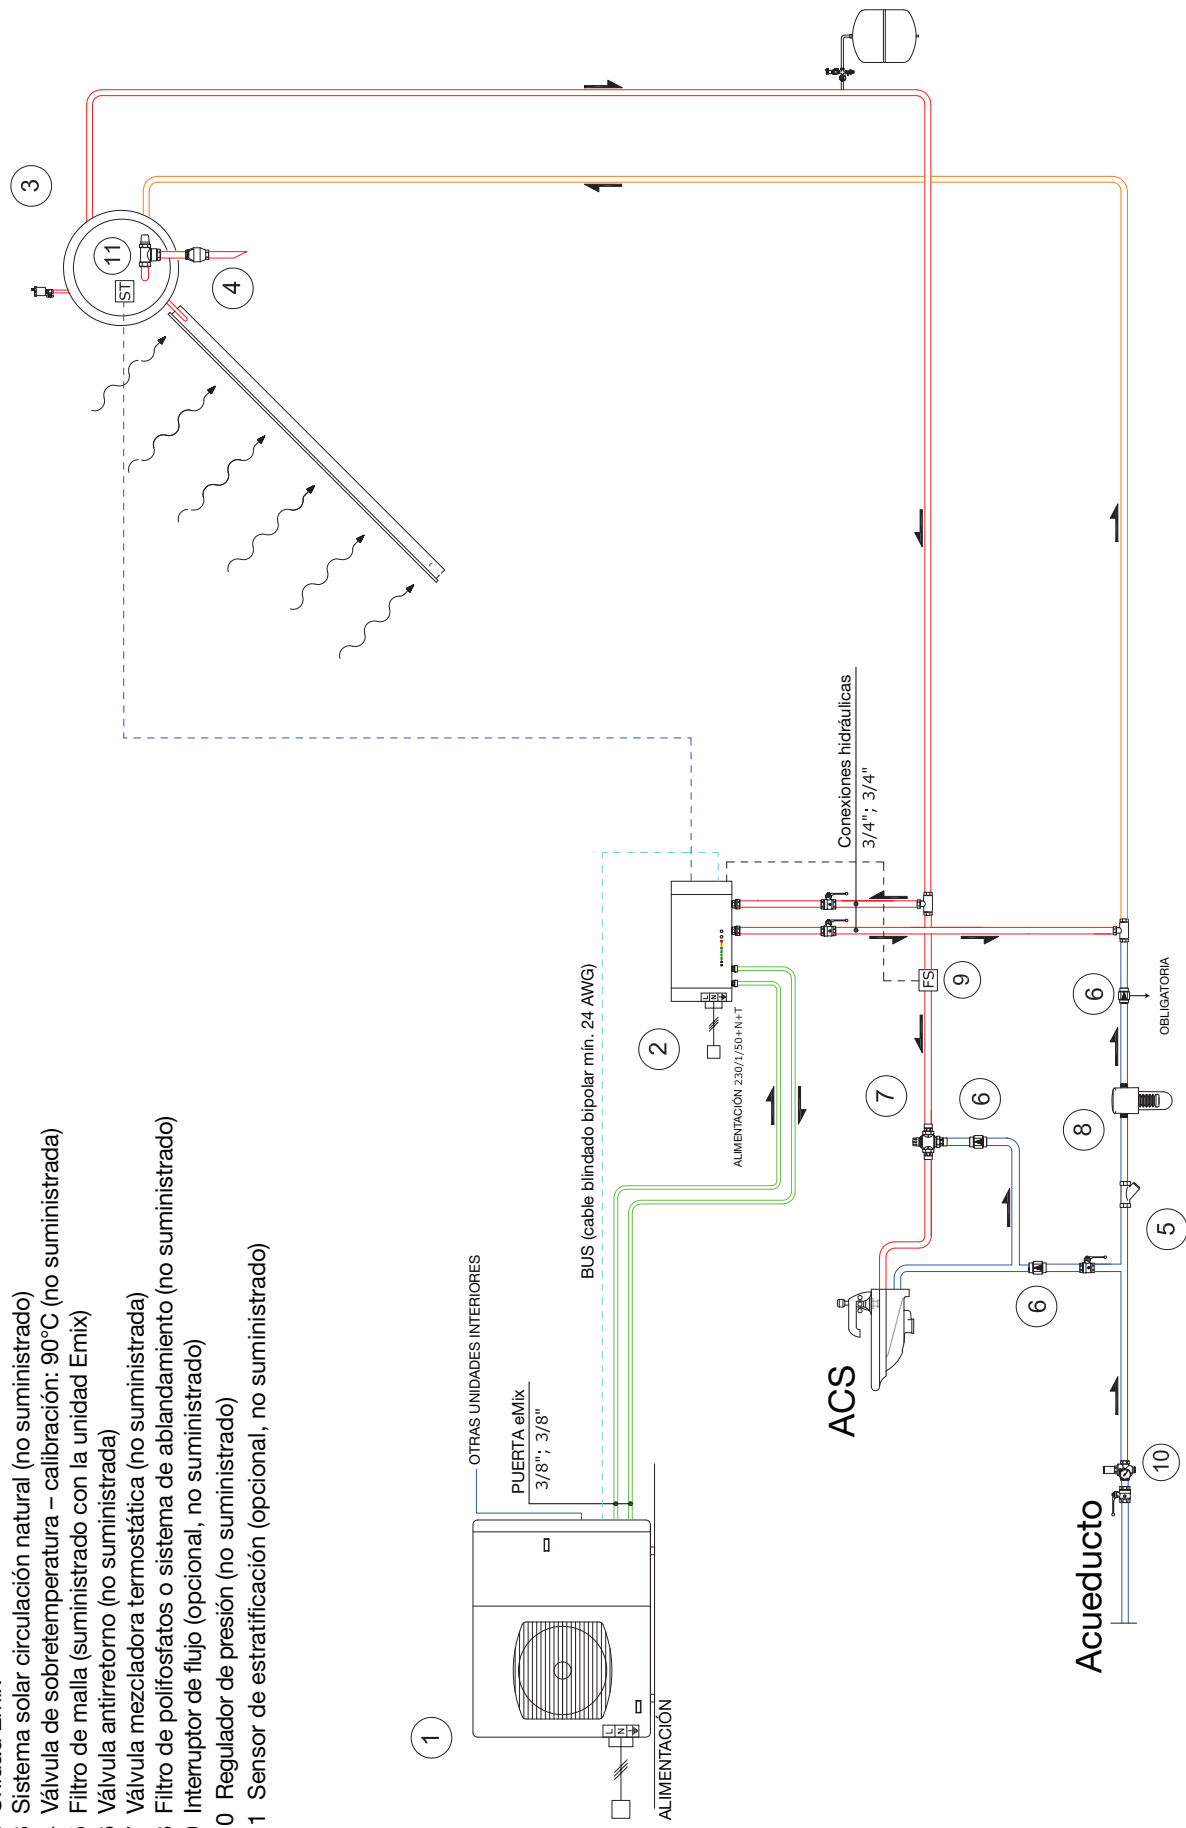 3 Sistema solar circulación natural (no suministrado)
Válvula de sobretemperatura – calibración: 90°C (no suministrada)
Filtro de malla (suministrado con la unidad Emix)
Válvula antirretorno (no suministrada)
Válvula mezcladora termostática (no suministrada)
Filtro de polifosfatos o sistema de ablandamiento (no suministrado)
Interruptor de flujo (opcional, no suministrado)
0 Regulador de presión (no suministrado)
1 Sensor de estratificación (opcional, no suministrado)
1
L
N
ALIMENTACIÓN
OTRAS UNIDADES INTERIORES
PUERTA eMix
3/8"; 3/8"
BUS (cable blindado bipolar mín. 24 AWG)
2
L
N
ALIMENTACIÓN 230/1/50+N+T
Conexiones hidráulicas
3/4"; 3/4"
3
11
ST
4
ACS
7
6
FS
9
6
OBLIGATORIA
8
5
6
Acueducto
10